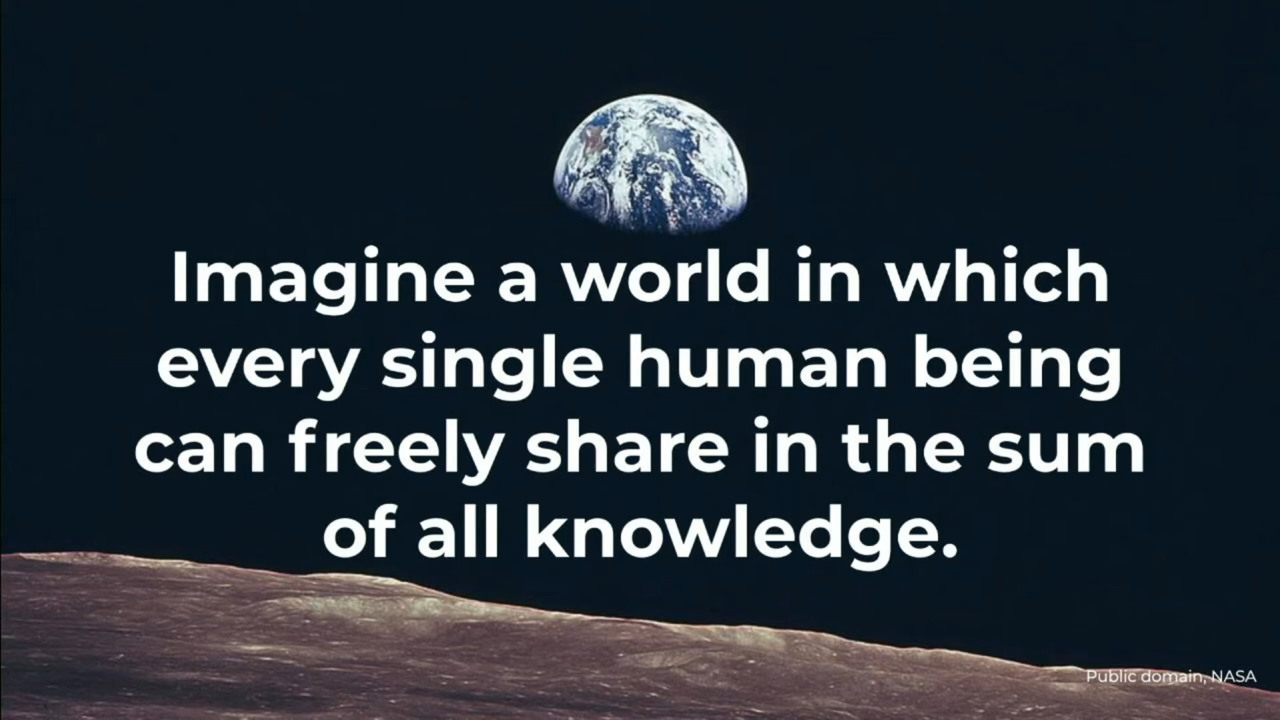 Imagine a world in which
every single human being
can freely share in the sum
of all knowledge.
Public domain, NASA